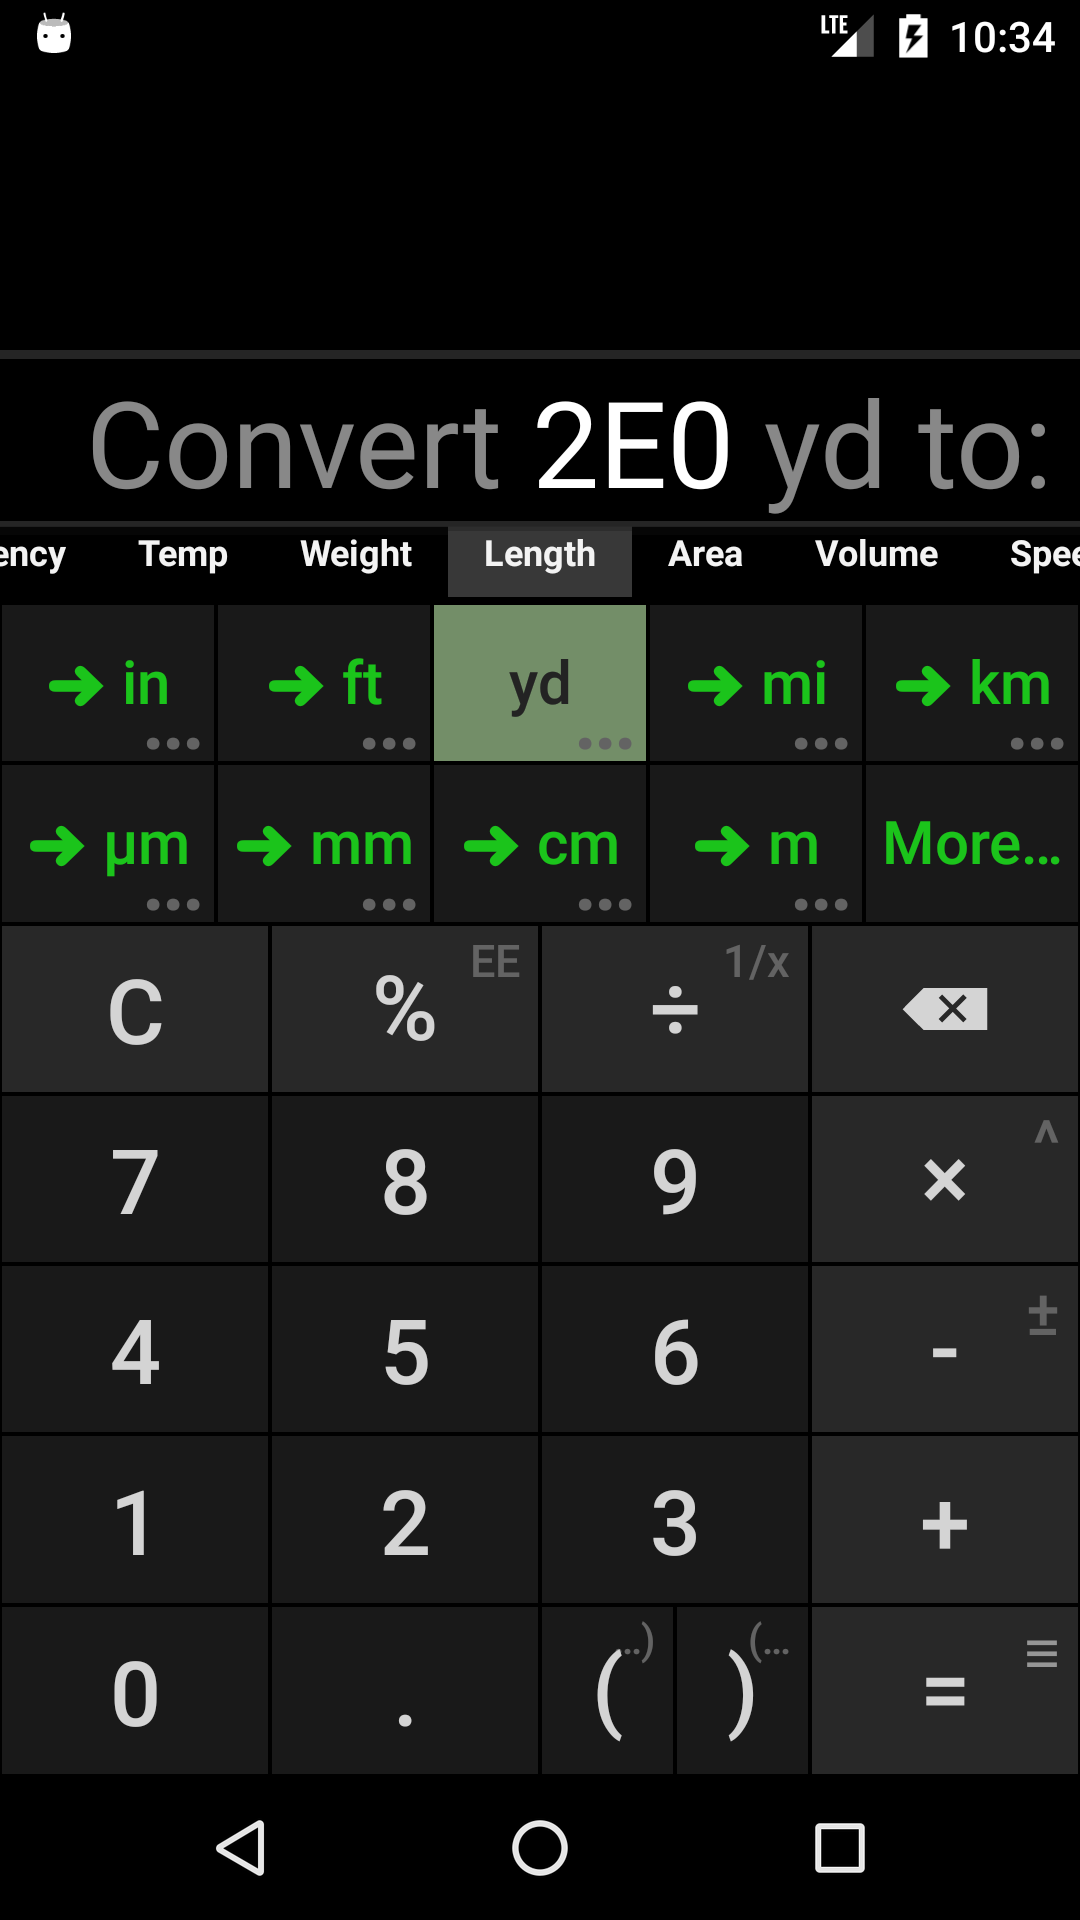 LTE 10:34
Convert 2E0 yd to:
ency Temp Weight Length Area Volume Spee
in ft yd mi km
µm mm cm m More...
C % EE ÷ 1/x
7 8 9 × ^
4 5 6 - ±
1 2 3 +
0 . ( ..) ) (... =